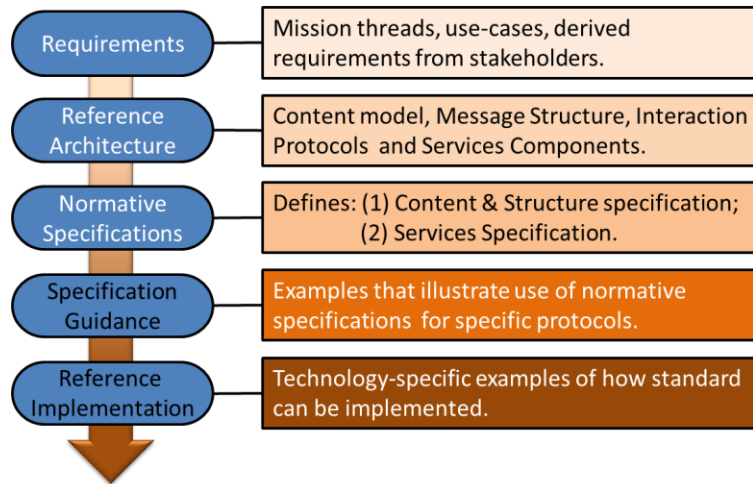 Requirements
Mission threads, use-cases, derived
requirements from stakeholders.
Reference
Architecture
Content model, Message Structure, Interaction
Protocols and Services Components.
Normative
Specifications
Defines: (1) Content & Structure specification;
(2) Services Specification.
Specification
Guidance
Examples that illustrate use of normative
specifications for specific protocols.
Reference
Implementation
Technology-specific examples of how standard
can be implemented.